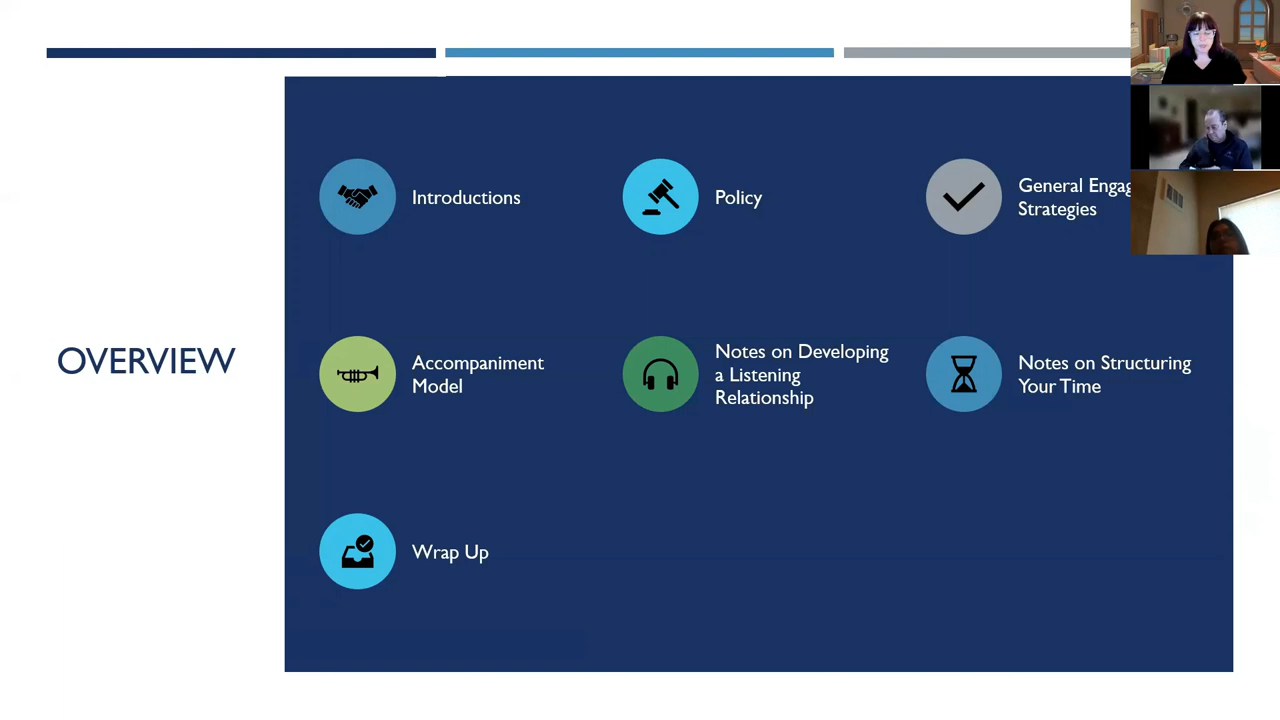 OVERVIEW
Introductions
Policy
General
Strategies
Accompaniment
Model
Notes on Developing
a Listening
Relationship
Notes on Structuring
Your Time
Wrap Up